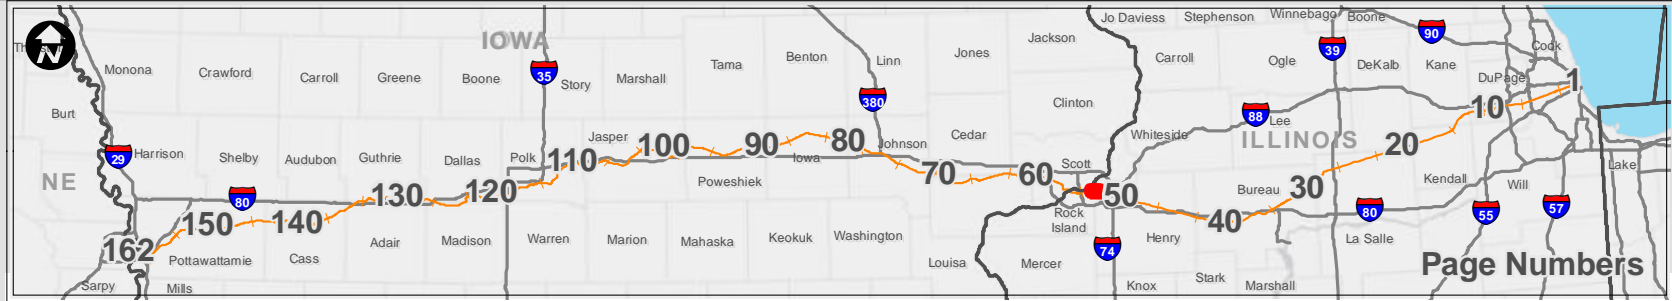 Jo Daviess Stephenson Winnebago Boone
90
IOWA
Jackson
39
Cook
N
Benton
Linn
Jones
Carroll
Ogle
DeKalb
Kane
Monona
Crawford
Carroll
Greene
Boone
35
Story
Marshall
Tama
DuPage
1
380
Clinton
10
Burt
88
Lee
Cedar
Whiteside
ILLINOIS
20
Jasper
100
90
80
Johnson
29
Harrison
Shelby
Audubon
Guthrie
Dallas
Polk
110
Iowa
Scott
Lake
NE
80
130
120
Poweshiek
70
60
50
Bureau
30
Kendall
Will
150
140
Rock
Island
40
80
55
57
162
Adair
Madison
Warren
Marion
Mahaska
Keokuk
Washington
Henry
La Salle
74
Pottawattamie
Cass
Louisa
Mercer
Page Numbers
Stark
Sarpy
Mills
Knox
Marshall